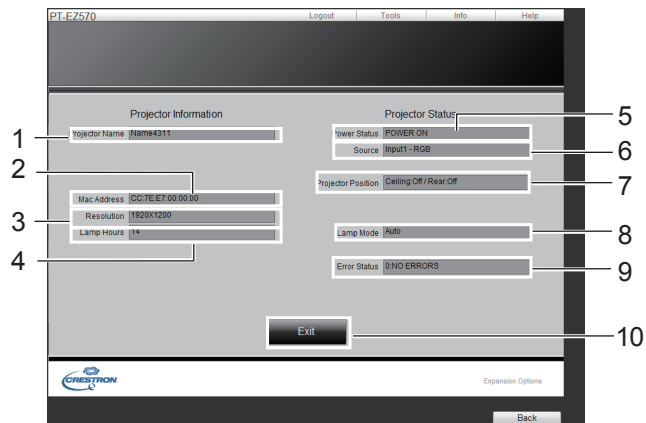 PT-EZ570 Logout Tools Info Help
Projector Information
Projector Status
1 Projector Name Name4311
Power Status POWER ON 5
Source Input1 - RGB 6
2
Projector Position Ceiling:Off / Rear:Off 7
Mac Address CC:7E:E7:00:00:00
3 Resolution 1920X1200
Lamp Hours 14
4
Lamp Mode Auto 8
Error Status 0:NO ERRORS 9
Exit 10
CRESTRON
Expansion Options
Back